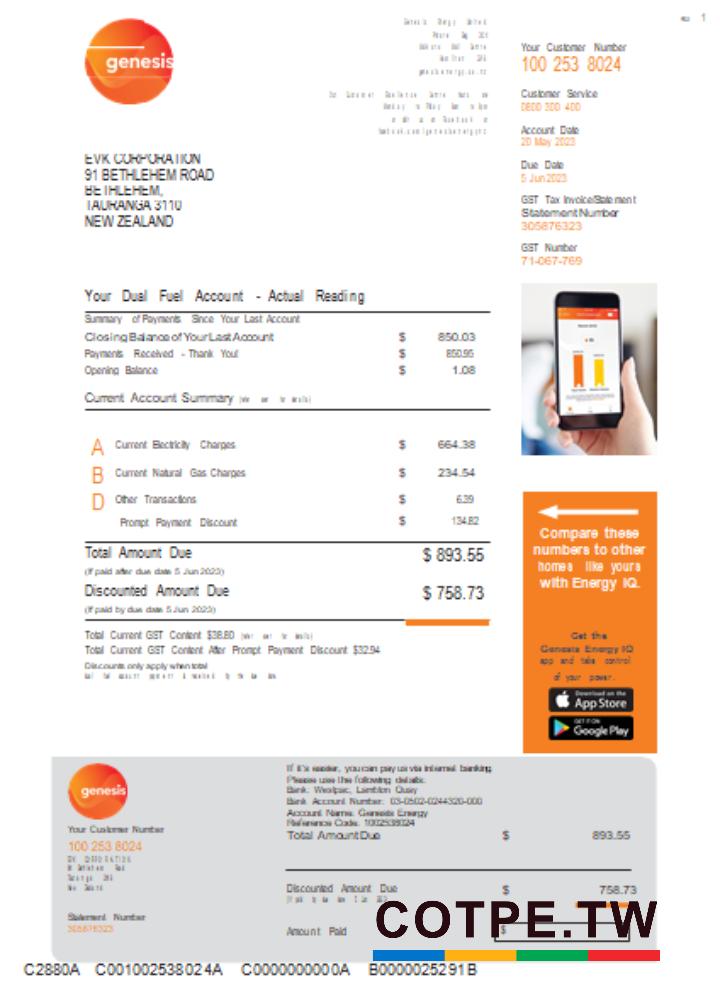 1
genesis
Your Customer Number
100 253 8024
Customer Service
0800 300 400
Account Date
20 May 2023
Due Date
5 Jun 2023
GST Tax Invoice/Statement
Statement Number
305876323
GST Number
71-067-769
EVK CORPORATION
91 BETHLEHEM ROAD
BETHLEHEM,
TAURANGA 3110
NEW ZEALAND
Your Dual Fuel Account - Actual Reading
Summary of Payments Since Your Last Account
Closing Balance of Your Last Account $ 850.03
Payments Received - Thank You! $ 850.95
Opening Balance $ 1.08
Current Account Summary
A Current Electricity Charges $ 664.38
B Current Natural Gas Charges $ 234.54
D Other Transactions $ 6.39
Prompt Payment Discount $ 134.82
Total Amount Due $ 893.55
(If paid after due date 5 Jun 2023)
Discounted Amount Due $ 758.73
(If paid by due date 5 Jun 2023)
Total Current GST Content $38.80
Total Current GST Content After Prompt Payment Discount $32.94
Discounts only apply when total
Compare these
numbers to other
homes like yours
with Energy IQ.
Get the
Genesis Energy IQ
app and take control
of your power.
Download on the
App Store
GET IT ON
Google Play
genesis
Your Customer Number
100 253 8024
Statement Number
305876323
If it's easier, you can pay us via internet banking.
Please use the following details:
Bank: Westpac, Lambton Quay
Bank Account Number: 03-0502-0244320-000
Account Name: Genesis Energy
Reference Code: 1002538024
Total Amount Due $ 893.55
Discounted Amount Due $ 758.73
Amount Paid $
COTPE.TW
C2880A C001002538024A C0000000000A B0000025291B